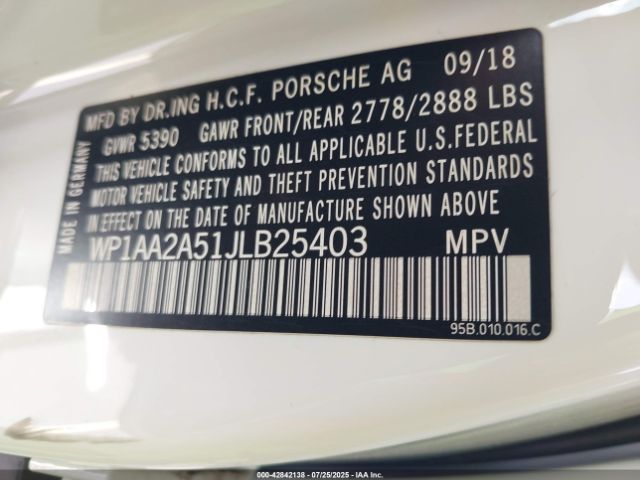 MFD BY DR.ING H.C.F. PORSCHE AG 09/18
GVWR 5390 GAWR FRONT/REAR 2778/2888 LBS
THIS VEHICLE CONFORMS TO ALL APPLICABLE U.S.FEDERAL
MOTOR VEHICLE SAFETY AND THEFT PREVENTION STANDARDS
IN EFFECT ON THE DATE OF MANUFACTURE SHOWN ABOVE
WP1AA2A51JLB25403 MPV
MADE IN GERMANY
95B.010.016.C
000-42842138 - 07/25/2025 - IAA Inc.